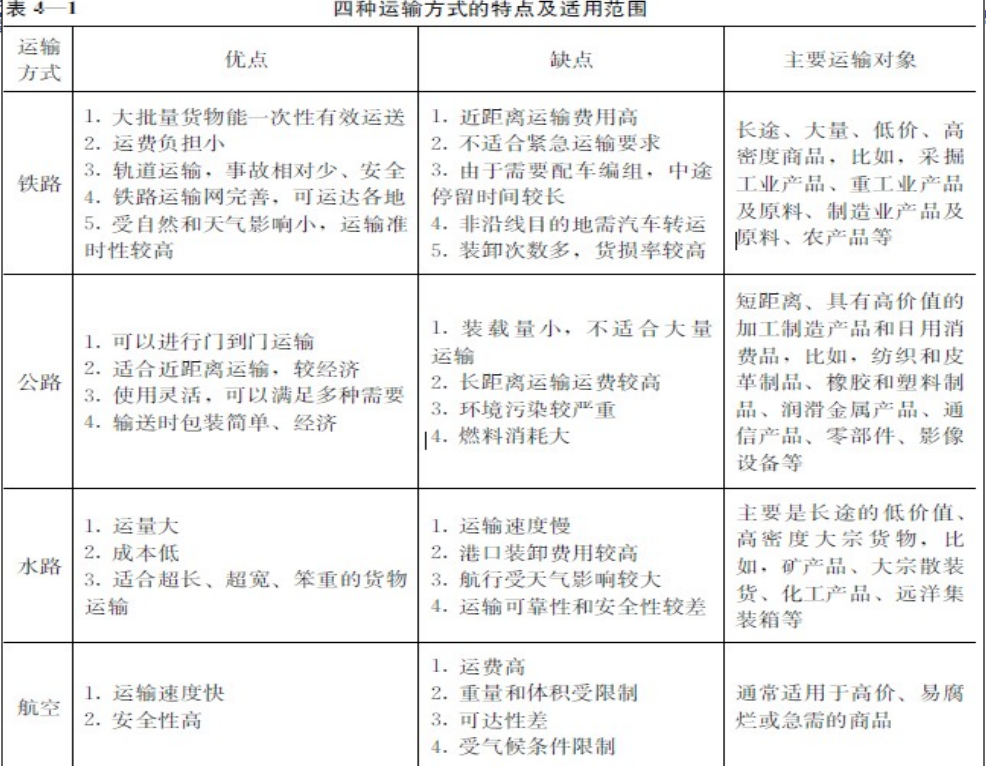 表 4—1 四种运输方式的特点及适用范围
运输
方式
优点
缺点
主要运输对象
铁路
1. 大批量货物能一次性有效运送
2. 运费负担小
3. 轨道运输，事故相对少、安全
4. 铁路运输网完善，可运达各地
5. 受自然和天气影响小，运输准
时性较高
1. 近距离运输费用高
2. 不适合紧急运输要求
3. 由于需要配车编组，中途
停留时间较长
4. 非沿线目的地需汽车转运
5. 装卸次数多，货损率较高
长途、大量、低价、高
密度商品，比如，采掘
工业产品、重工业产品
及原料、制造业产品及
原料、农产品等
公路
1. 可以进行门到门运输
2. 适合近距离运输，较经济
3. 使用灵活，可以满足多种需要
4. 输送时包装简单、经济
1. 装载量小，不适合大量
运输
2. 长距离运输运费较高
3. 环境污染较严重
4. 燃料消耗大
短距离、具有高价值的
加工制造产品和日用消
费品，比如，纺织和皮
革制品、橡胶和塑料制
品、润滑金属产品、通
信产品、零部件、影像
设备等
水路
1. 运量大
2. 成本低
3. 适合超长、超宽、笨重的货物
运输
1. 运输速度慢
2. 港口装卸费用较高
3. 航行受天气影响较大
4. 运输可靠性和安全性较差
主要是长途的低价值、
高密度大宗货物，比
如，矿产品、大宗散装
货、化工产品、远洋集
装箱等
航空
1. 运输速度快
2. 安全性高
1. 运费高
2. 重量和体积受限制
3. 可达性差
4. 受气候条件限制
通常适用于高价、易腐
烂或急需的商品